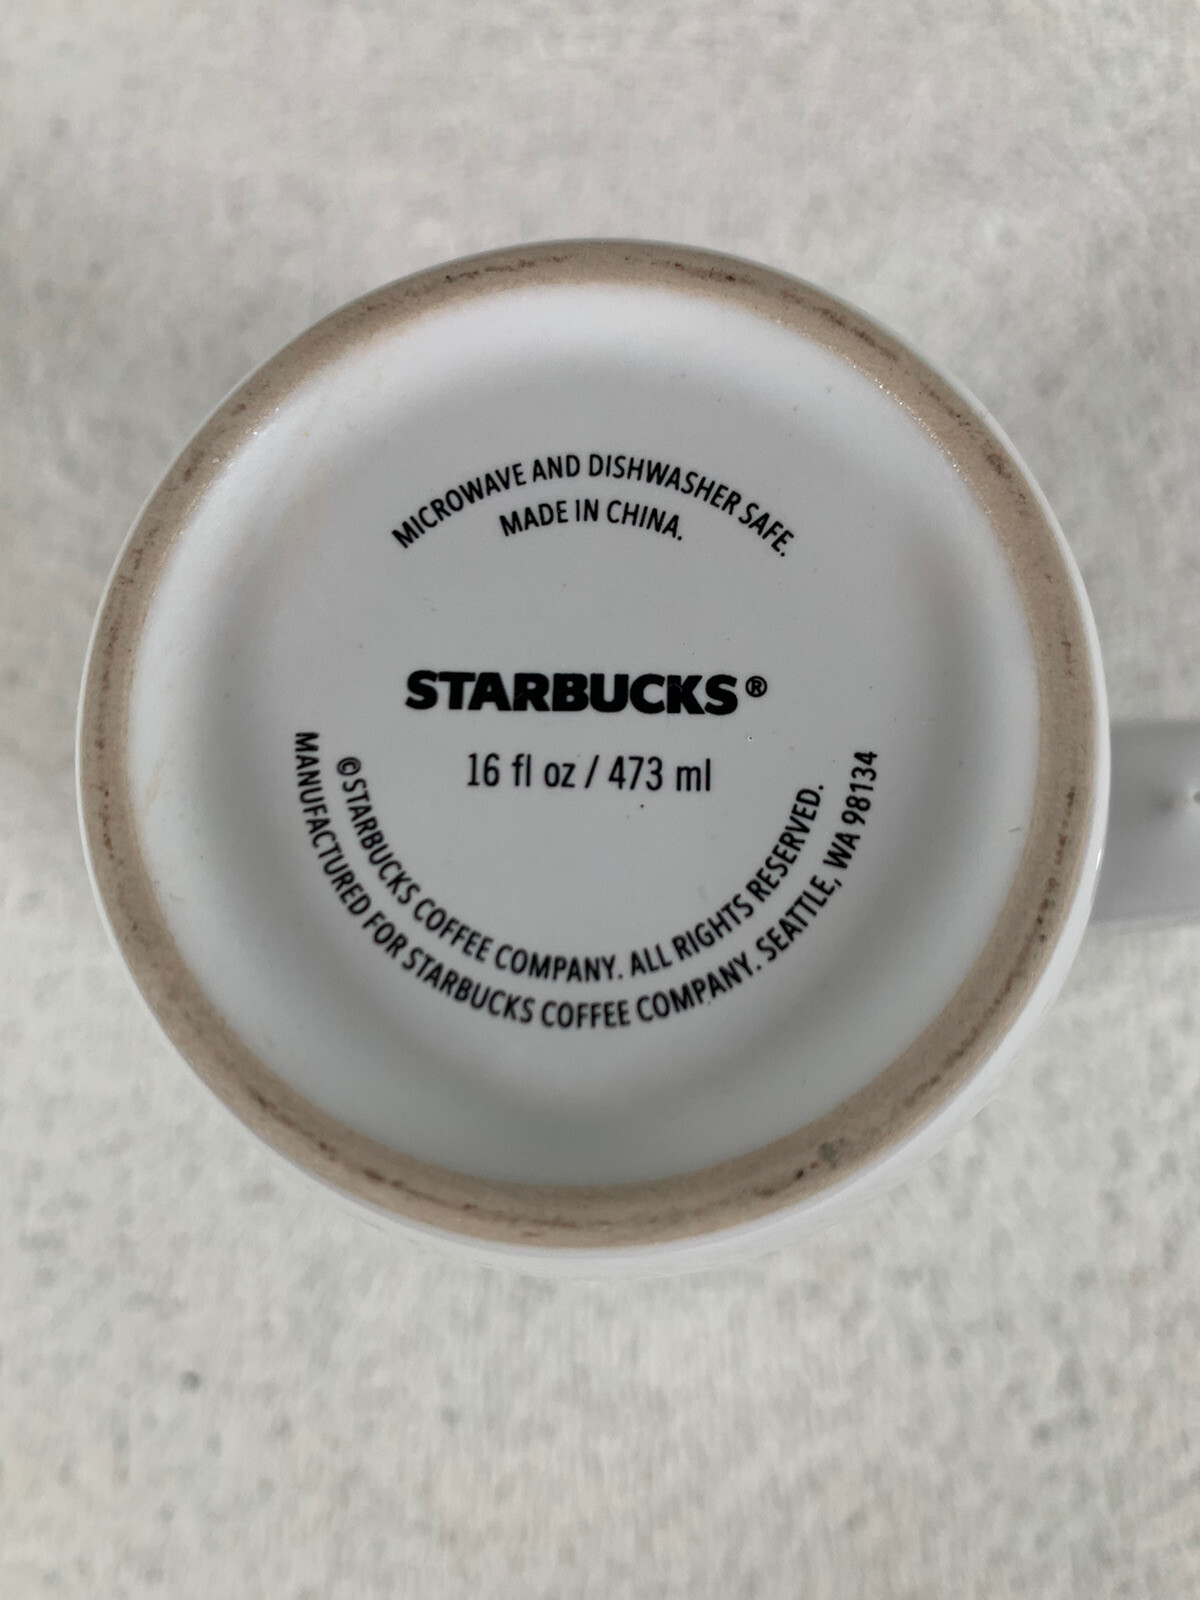 MICROWAVE AND DISHWASHER SAFE.
MADE IN CHINA.
STARBUCKS®
16 fl oz / 473 ml
©STARBUCKS COFFEE COMPANY. ALL RIGHTS RESERVED.
MANUFACTURED FOR STARBUCKS COFFEE COMPANY. SEATTLE, WA 98134